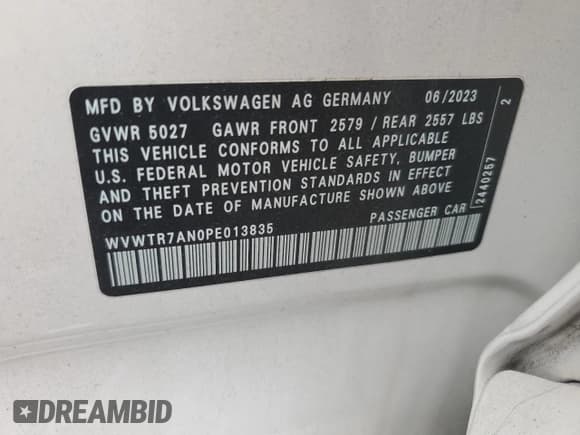 MFD BY VOLKSWAGEN AG GERMANY 06/2023
GVWR 5027 GAWR FRONT 2579 / REAR 2557 LBS
THIS VEHICLE CONFORMS TO ALL APPLICABLE
U.S. FEDERAL MOTOR VEHICLE SAFETY, BUMPER
AND THEFT PREVENTION STANDARDS IN EFFECT
ON THE DATE OF MANUFACTURE SHOWN ABOVE
WVWTR7AN0PE013835 PASSENGER CAR
2440257 2
DREAMBID